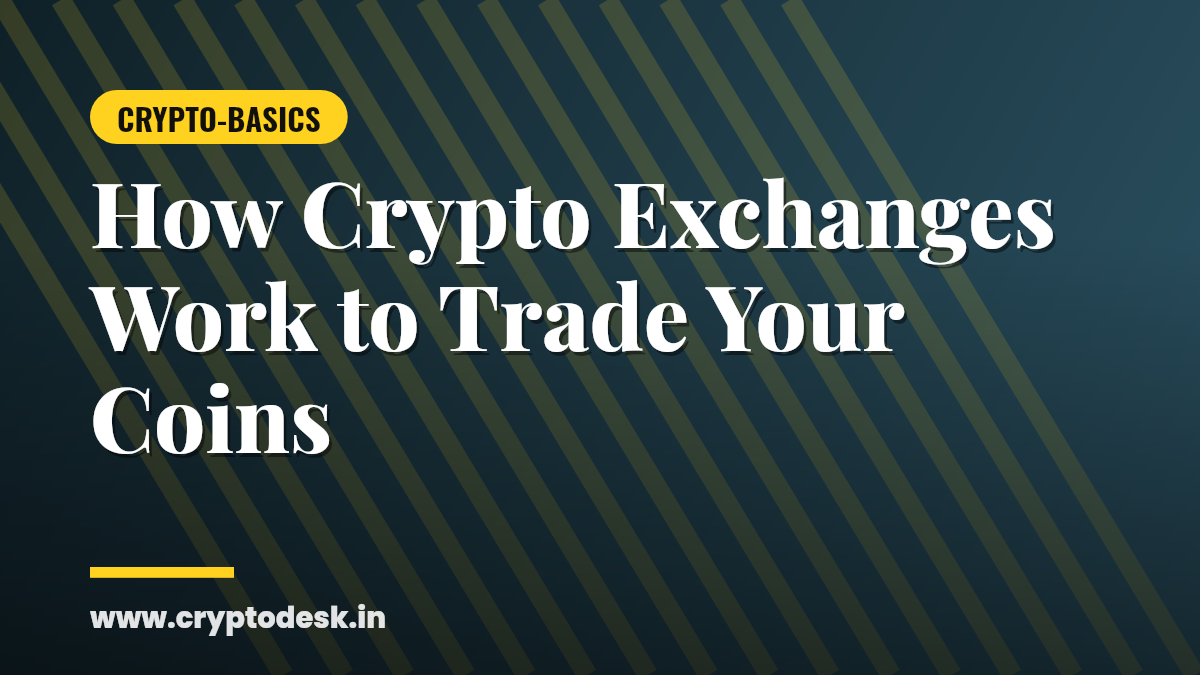 CRYPTO-BASICS
How Crypto Exchanges
Work to Trade Your
Coins
www.cryptodesk.in